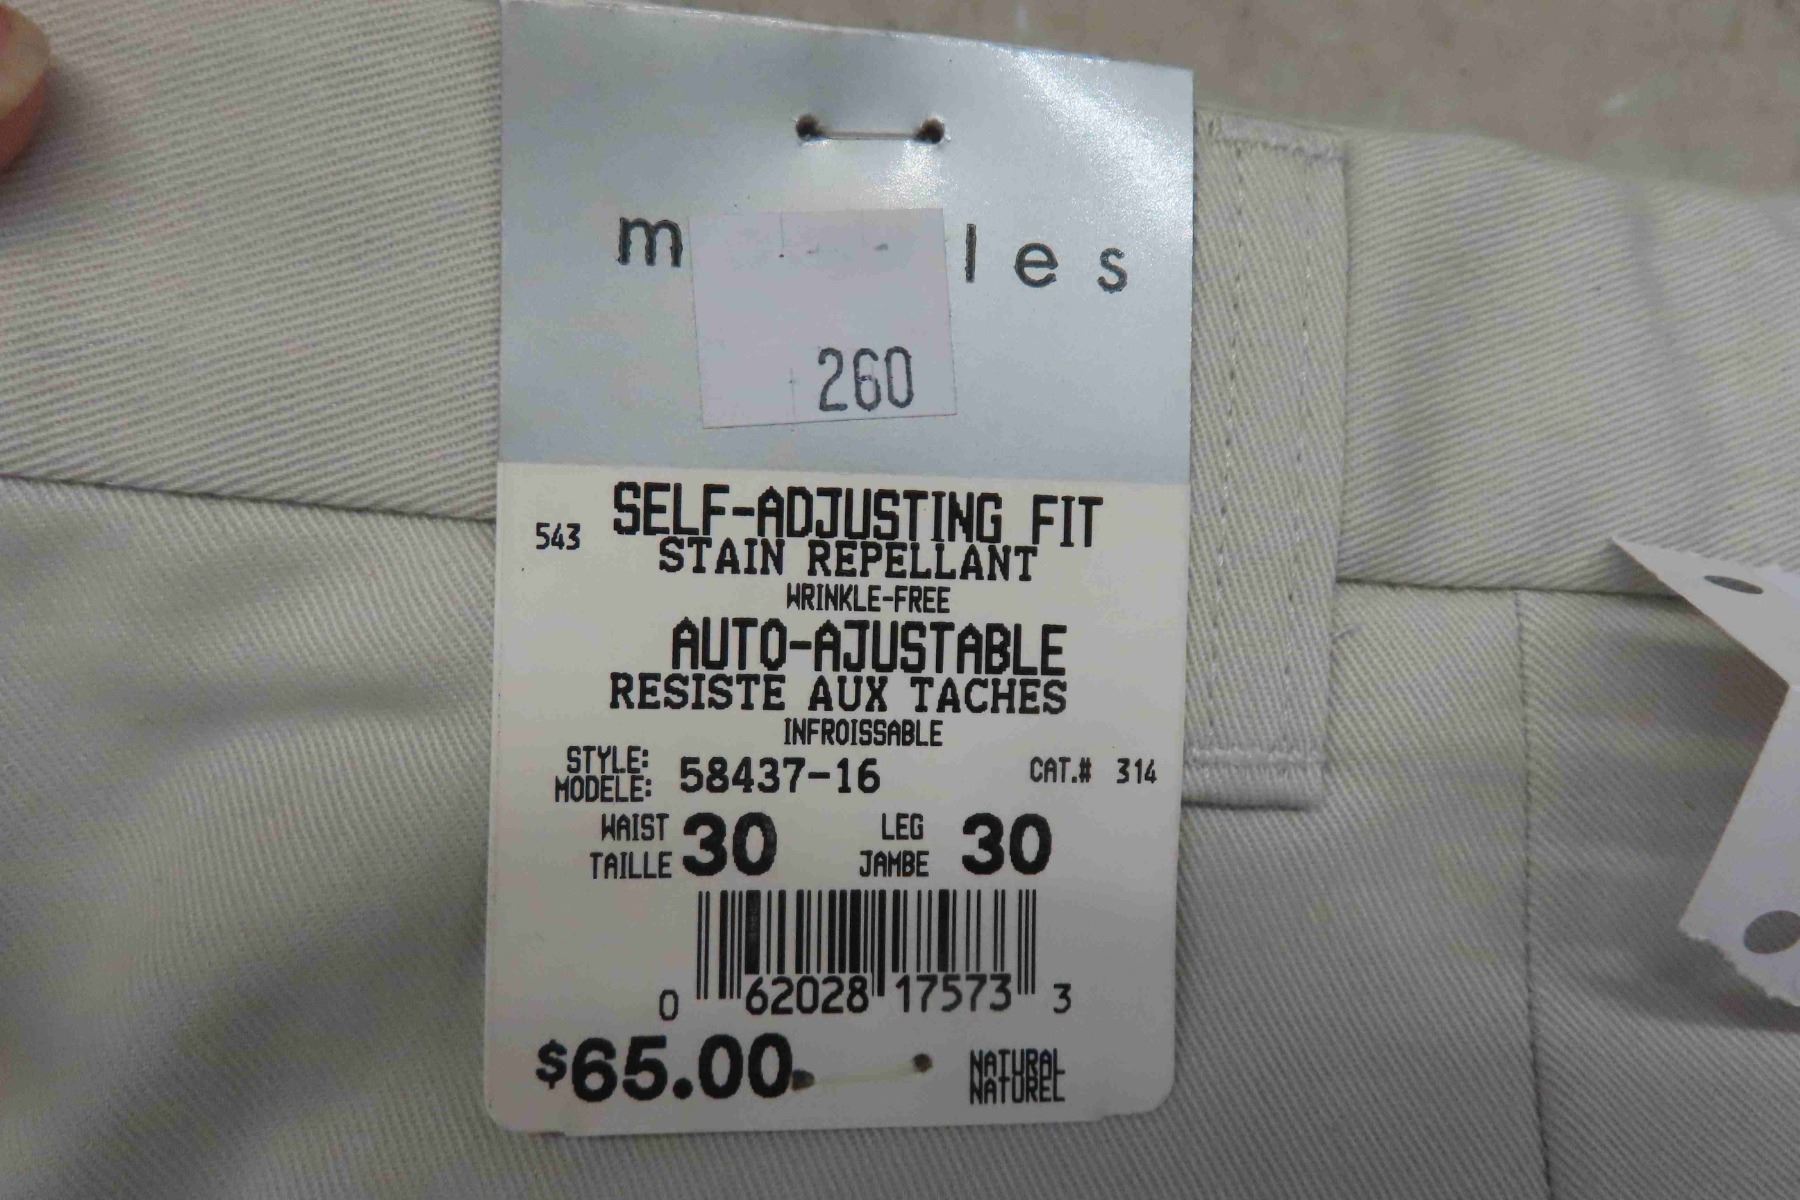 m les
260
543 SELF-ADJUSTING FIT
STAIN REPELLANT
WRINKLE-FREE
AUTO-AJUSTABLE
RESISTE AUX TACHES
INFROISSABLE
STYLE:
MODELE: 58437-16 CAT.# 314
WAIST
TAILLE 30 LEG
JAMBE 30
0 62028 17573 3
$65.00
NATURAL
NATUREL